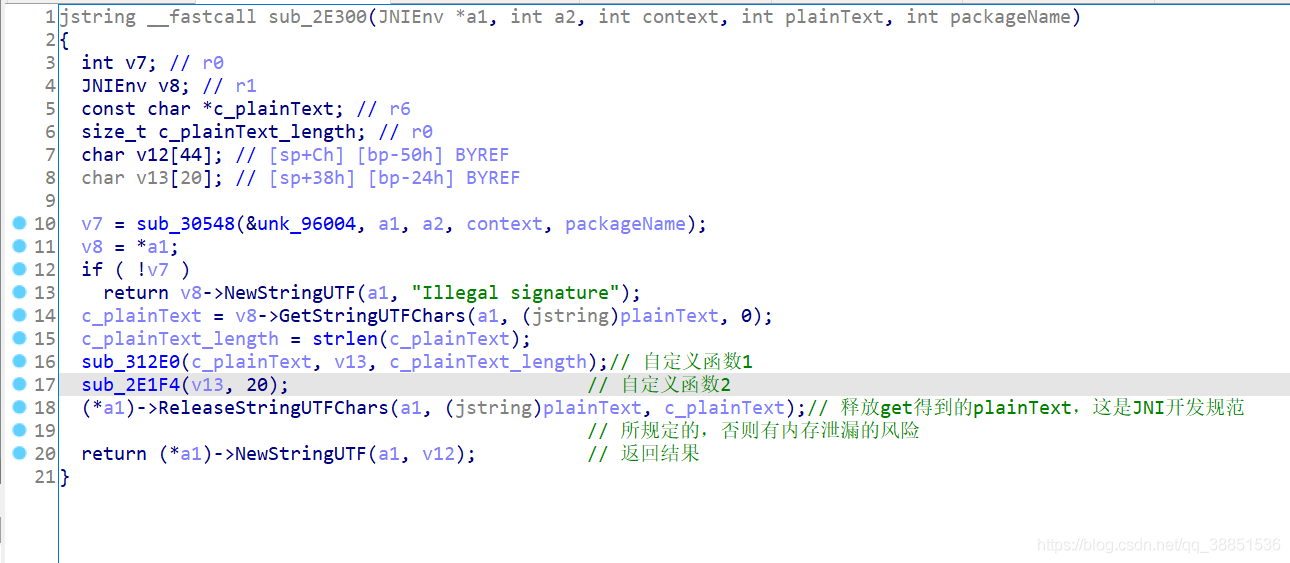 1 jstring __fastcall sub_2E300(JNIEnv *a1, int a2, int context, int plainText, int packageName)
2 {
3 int v7; // r0
4 JNIEnv v8; // r1
5 const char *c_plainText; // r6
6 size_t c_plainText_length; // r0
7 char v12[44]; // [sp+Ch] [bp-50h] BYREF
8 char v13[20]; // [sp+38h] [bp-24h] BYREF
9
10 v7 = sub_30548(&unk_96004, a1, a2, context, packageName);
11 v8 = *a1;
12 if ( !v7 )
13 return v8->NewStringUTF(a1, "Illegal signature");
14 c_plainText = v8->GetStringUTFChars(a1, (jstring)plainText, 0);
15 c_plainText_length = strlen(c_plainText);
16 sub_312E0(c_plainText, v13, c_plainText_length);// 自定义函数1
17 sub_2E1F4(v13, 20); // 自定义函数2
18 (*a1)->ReleaseStringUTFChars(a1, (jstring)plainText, c_plainText);// 释放get得到的plainText，这是JNI开发规范
19 // 所规定的，否则有内存泄漏的风险
20 return (*a1)->NewStringUTF(a1, v12); // 返回结果
21 }
https://blog.csdn.net/qq_38851536